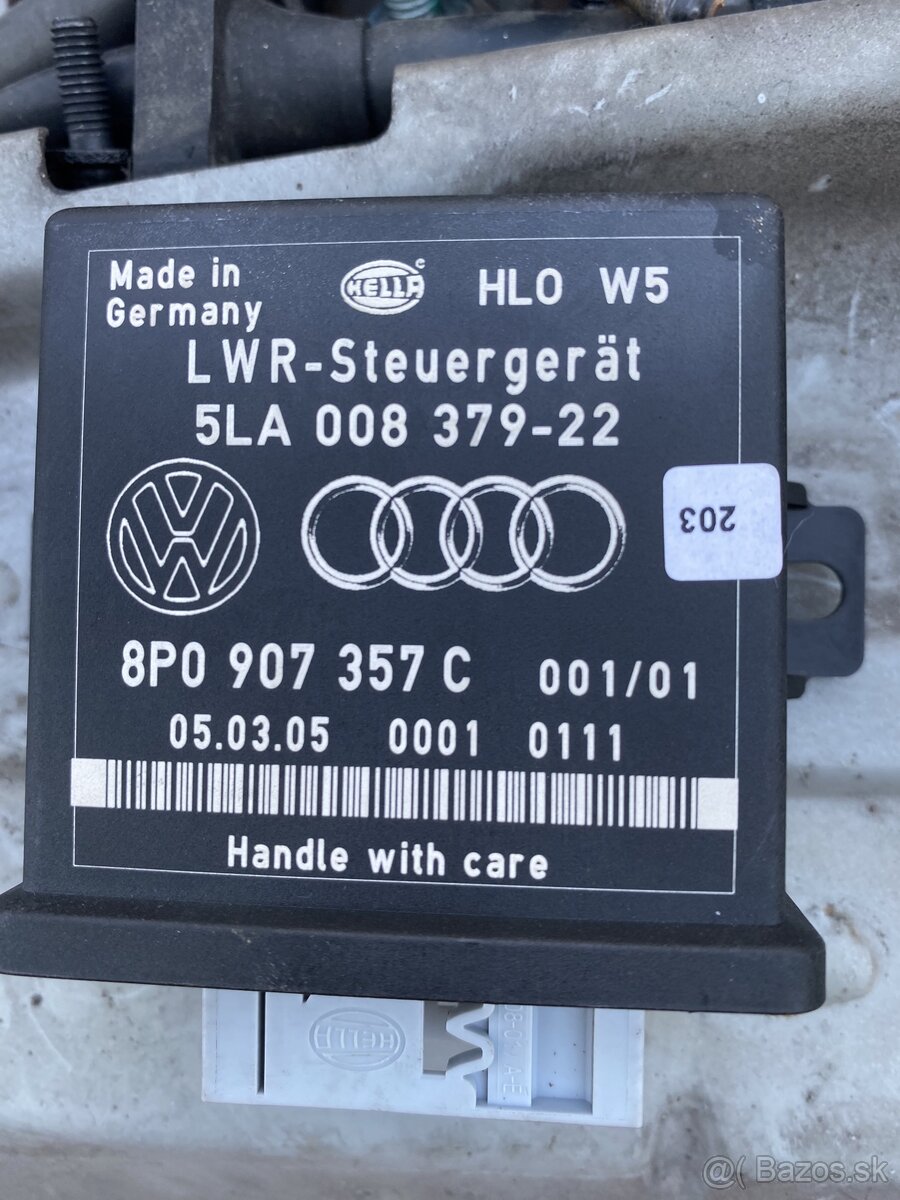 Made in
Germany
HELLA
HLO W5
LWR-Steuergerät
5LA 008 379-22
203
8P0 907 357 C 001/01
05.03.05 0001 0111
Handle with care
HELLA
A-E
@( Bazos.sk